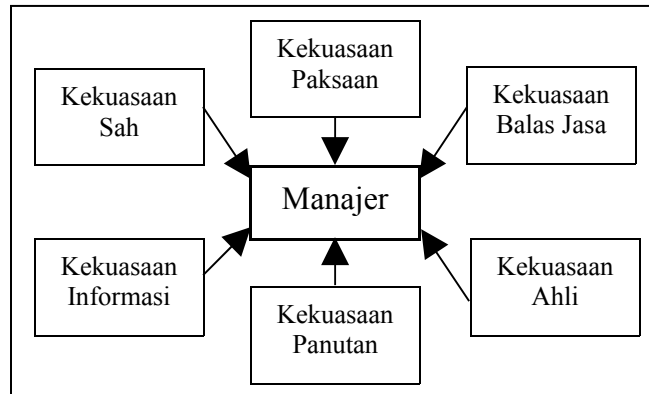 Kekuasaan
Paksaan
Kekuasaan
Sah
Kekuasaan
Balas Jasa
Manajer
Kekuasaan
Informasi
Kekuasaan
Ahli
Kekuasaan
Panutan